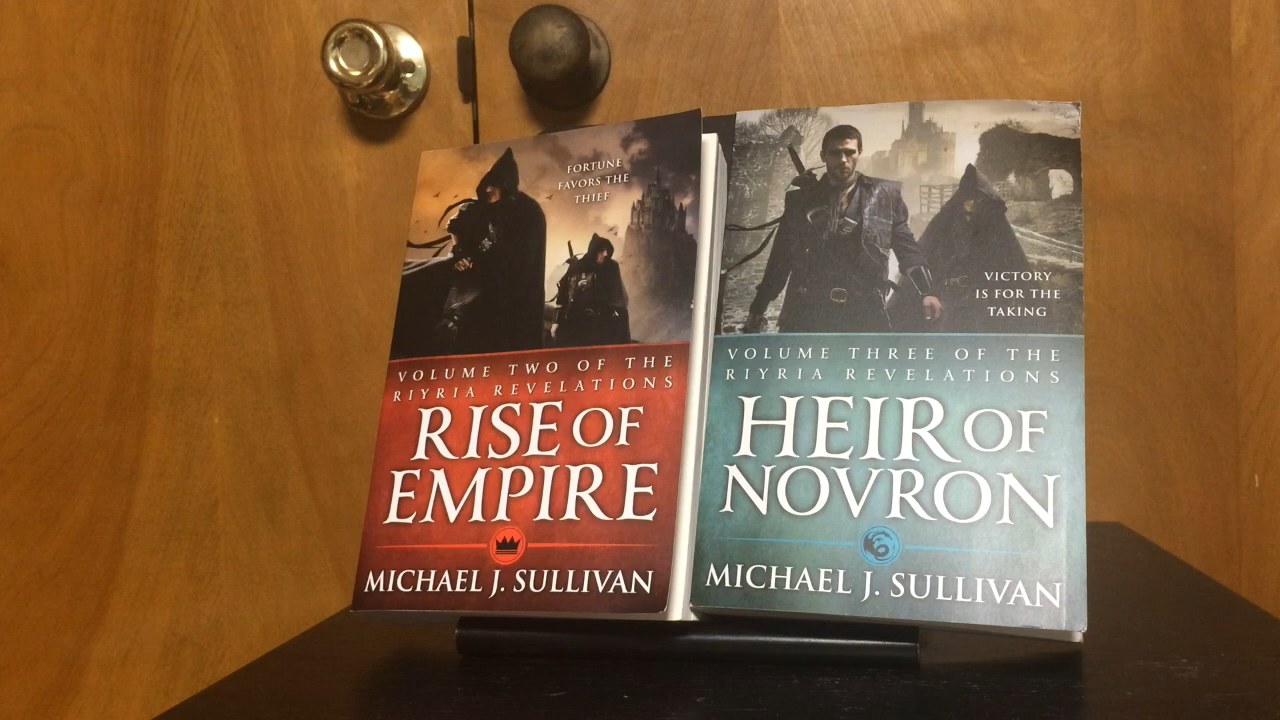 FORTUNE
FAVORS THE
THIEF
VOLUME TWO OF THE
RIYRIA REVELATIONS
RISE OF
EMPIRE
MICHAEL J. SULLIVAN
VICTORY
IS FOR THE
TAKING
VOLUME THREE OF THE
RIYRIA REVELATIONS
HEIR OF
NOVRON
MICHAEL J. SULLIVAN